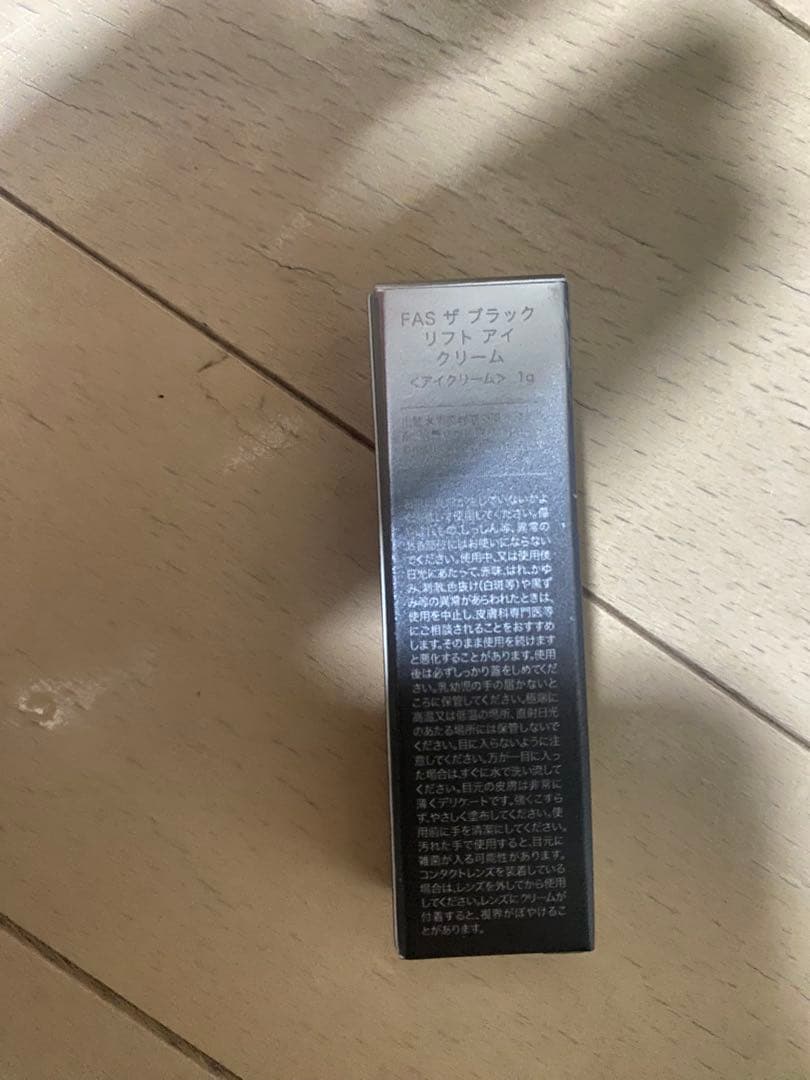 FAS ザ ブラック
リフト アイ
クリーム
<アイクリーム> 1g
していないかよ
使用してください。傷
しっしん等、異常の
ある部位にはお使いにならない
でください。使用中、又は使用後
日光にあたって、赤味、はれ、かゆ
み、刺激、色抜け(白斑等)や黒ず
み等の異常があらわれたときは、
使用を中止し、皮膚科専門医等
にご相談されることをおすすめ
します。そのまま使用を続けます
と悪化することがあります。使用
後は必ずしっかり蓋をしめてくだ
さい。乳幼児の手の届かないと
ころに保管してください。極端に
高温又は低温の場所、直射日光
のあたる場所には保管しないで
ください。目に入らないように注
意してください。万が一目に入っ
た場合は、すぐに水で洗い流して
ください。目元の皮膚は非常に
薄くデリケートです。強くこすら
ず、やさしく塗布してください。使
用前に手を清潔にしてください。
汚れた手で使用すると、目元に
雑菌が入る可能性があります。
コンタクトレンズを装着している
場合は、レンズを外してから使用
してください。レンズにクリームが
付着すると、視界がぼやけるこ
とがあります。